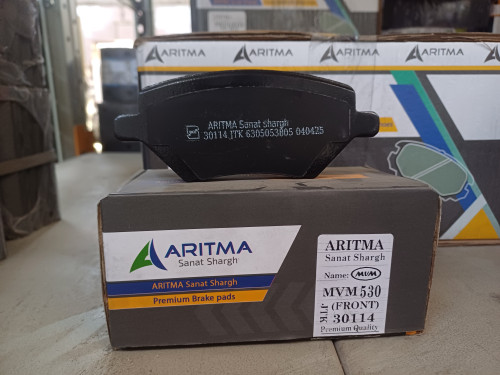 ARITMA
ARITMA
ARITMA
ARITMA
ARITMA Sanat shargh
30114 JTK 6305053805 040425
ARITMA
Sanat Shargh
ARITMA Sanat Shargh
Premium Brake pads
ARITMA
Sanat Shargh
Name: MVM
MVM 530
(FRONT)
JTK
30114
Premium Quality